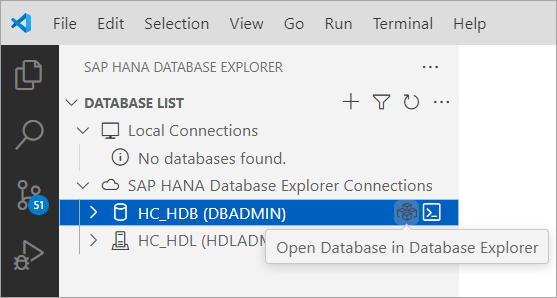 File Edit Selection View Go Run Terminal Help
SAP HANA DATABASE EXPLORER
DATABASE LIST
Local Connections
No databases found.
SAP HANA Database Explorer Connections
HC_HDB (DBADMIN)
51
HC_HDL (HDLADM
Open Database in Database Explorer